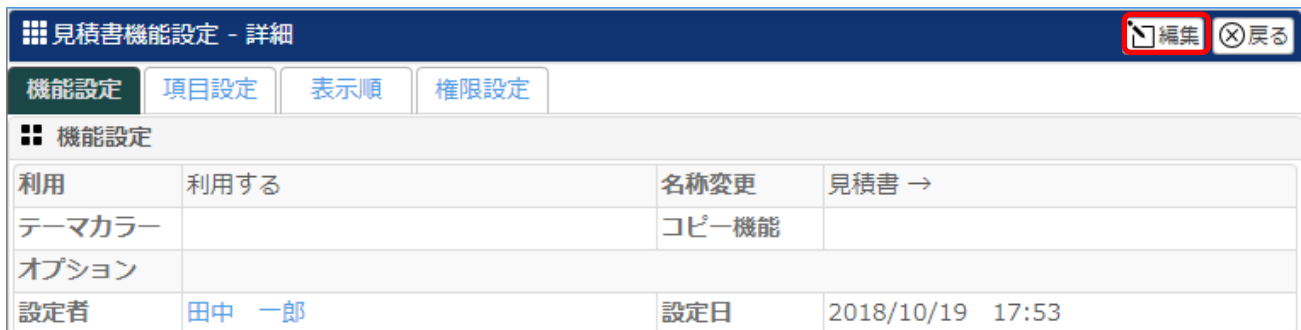 見積書機能設定 - 詳細 編集 戻る
機能設定 項目設定 表示順 権限設定
機能設定
利用 利用する 名称変更 見積書 →
テーマカラー コピー機能
オプション
設定者 田中　一郎 設定日 2018/10/19　17:53